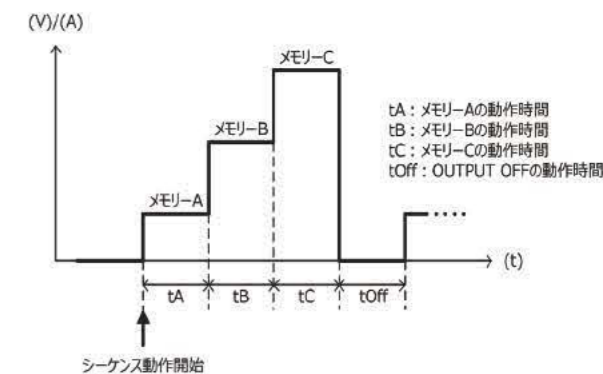 (V)/(A)
メモリーC
メモリーB
メモリーA
tA：メモリーAの動作時間
tB：メモリーBの動作時間
tC：メモリーCの動作時間
tOff：OUTPUT OFFの動作時間
(t)
tA
tB
tC
tOff
シーケンス動作開始